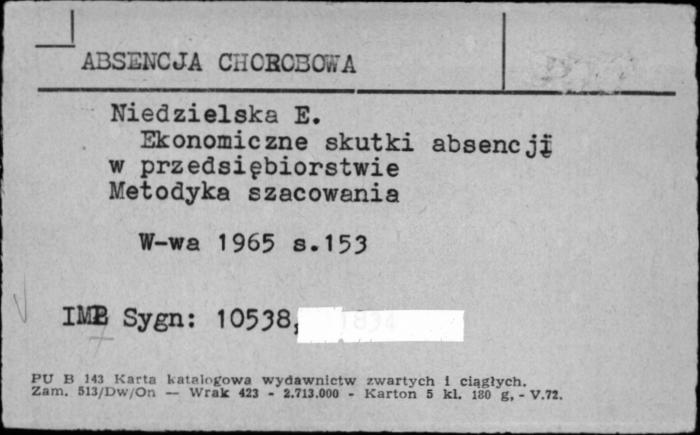 ABSENCJA CHOROBOWA
Niedzielska E.
Ekonomiczne skutki absencji
w przedsiębiorstwie
Metodyka szacowania
W-wa 1965 s.153
Sygn: 10538,
PU B 143 Karta katalogowa wydawnictw zwartych i ciągłych.
Zam. 513/Dw/On — Wrak 423 - 2.713.000 - Karton 5 kl. 180 g, - V.72.